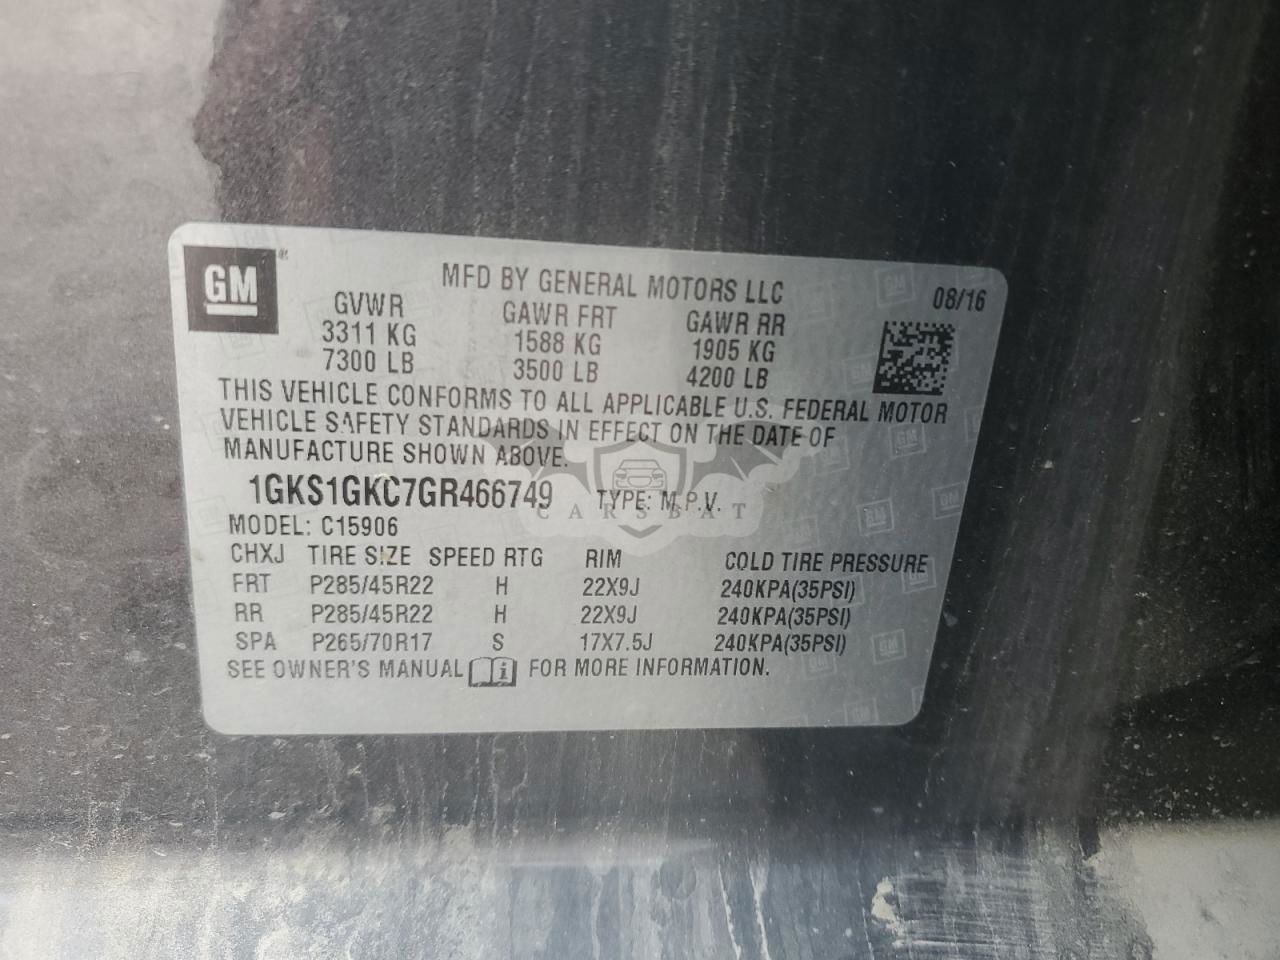 GM ®
MFD BY GENERAL MOTORS LLC
08/16
GVWR GAWR FRT GAWR RR
3311 KG 1588 KG 1905 KG
7300 LB 3500 LB 4200 LB
THIS VEHICLE CONFORMS TO ALL APPLICABLE U.S. FEDERAL MOTOR
VEHICLE SAFETY STANDARDS IN EFFECT ON THE DATE OF
MANUFACTURE SHOWN ABOVE.
1GKS1GKC7GR466749 TYPE: M.P.V.
CARSBAT
MODEL: C15906
CHXJ TIRE SIZE SPEED RTG RIM COLD TIRE PRESSURE
FRT P285/45R22 H 22X9J 240KPA(35PSI)
RR P285/45R22 H 22X9J 240KPA(35PSI)
SPA P265/70R17 S 17X7.5J 240KPA(35PSI)
SEE OWNER'S MANUAL i FOR MORE INFORMATION.